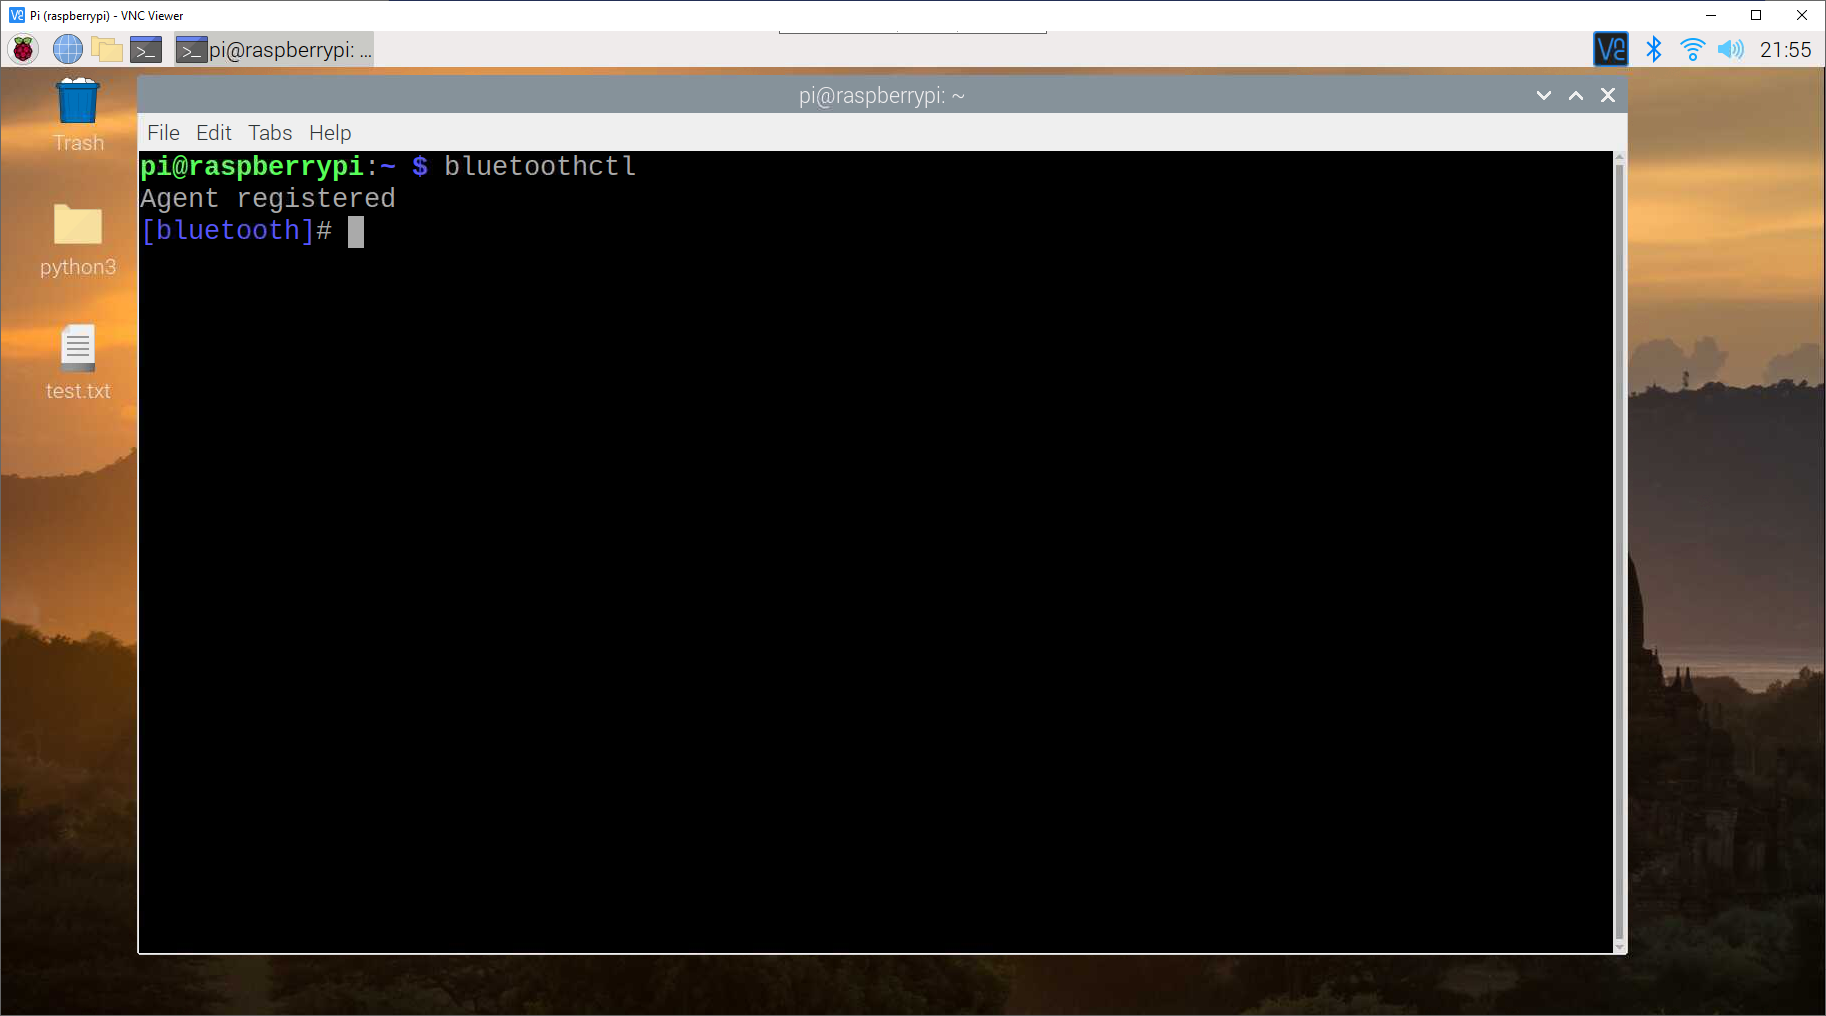 Pi (raspberrypi) - VNC Viewer
pi@raspberrypi: ...
21:55
Trash
python3
test.txt
pi@raspberrypi: ~
File Edit Tabs Help
pi@raspberrypi:~ $ bluetoothctl
Agent registered
[bluetooth]#